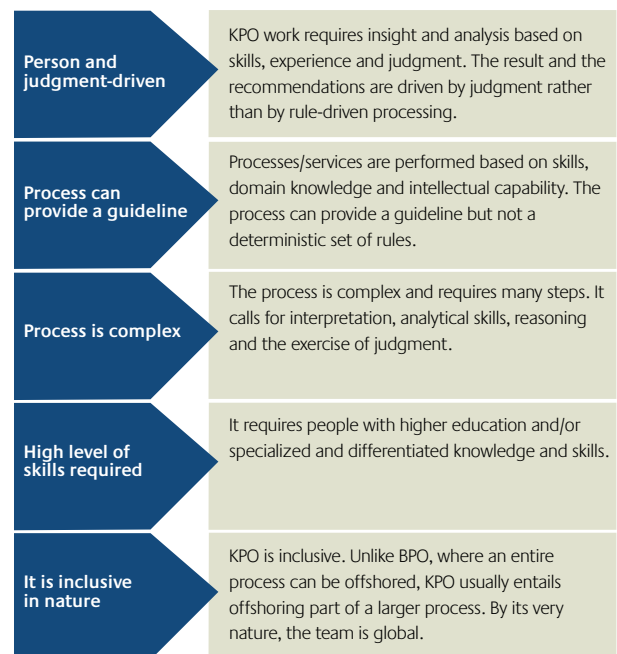 Person and
judgment-driven
KPO work requires insight and analysis based on
skills, experience and judgment. The result and the
recommendations are driven by judgment rather
than by rule-driven processing.
Process can
provide a guideline
Processes/services are performed based on skills,
domain knowledge and intellectual capability. The
process can provide a guideline but not a
deterministic set of rules.
Process is complex
The process is complex and requires many steps. It
calls for interpretation, analytical skills, reasoning
and the exercise of judgment.
High level of
skills required
It requires people with higher education and/or
specialized and differentiated knowledge and skills.
It is inclusive
in nature
KPO is inclusive. Unlike BPO, where an entire
process can be offshored, KPO usually entails
offshoring part of a larger process. By its very
nature, the team is global.